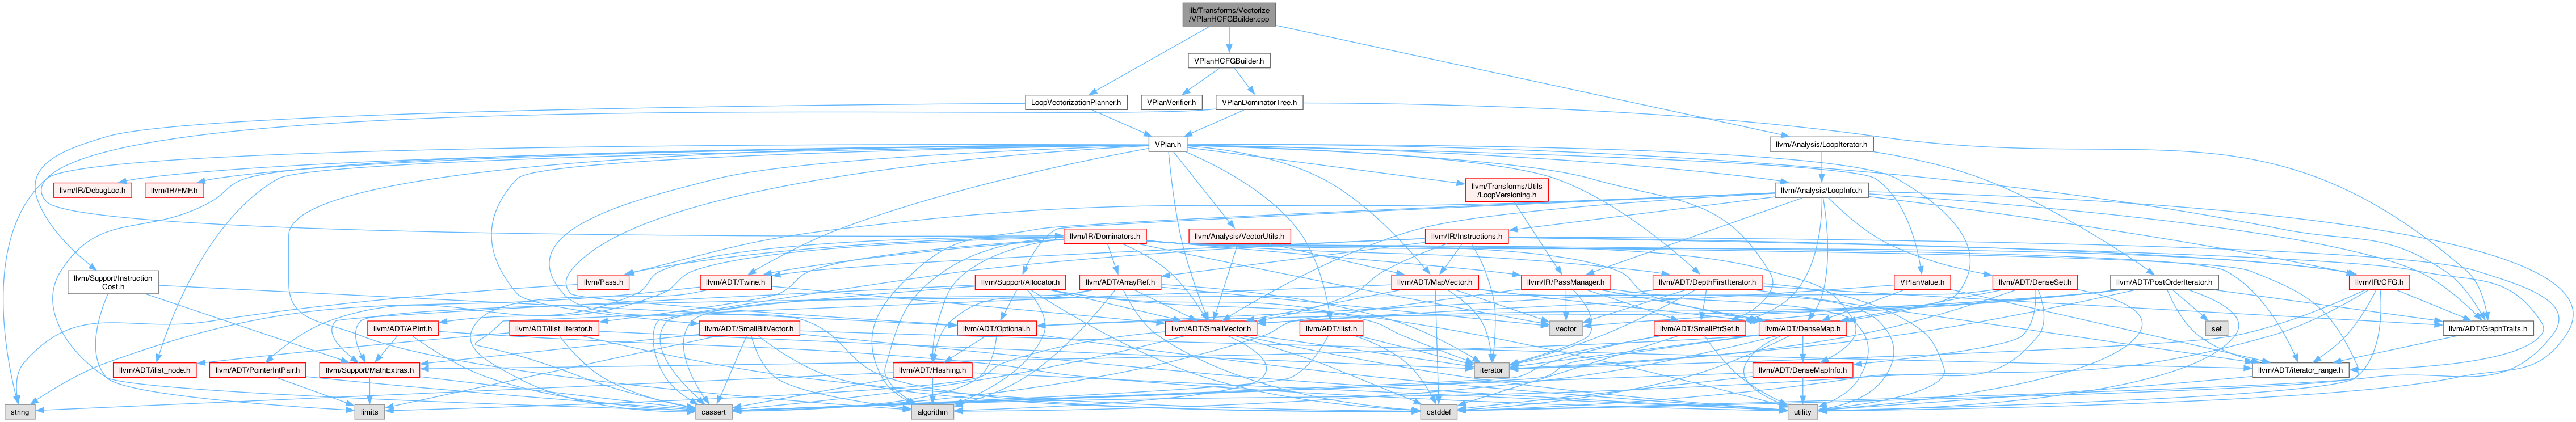 lib/Transforms/Vectorize
/VPlanHCFGBuilder.cpp
VPlanHCFGBuilder.h
LoopVectorizationPlanner.h
VPlanVerifier.h
VPlanDominatorTree.h
VPlan.h
llvm/Analysis/LoopIterator.h
llvm/IR/DebugLoc.h
llvm/IR/FMF.h
llvm/Transforms/Utils
/LoopVersioning.h
llvm/Analysis/LoopInfo.h
llvm/IR/Dominators.h
llvm/Analysis/VectorUtils.h
llvm/IR/Instructions.h
llvm/Support/Instruction
Cost.h
llvm/Pass.h
llvm/ADT/Twine.h
llvm/Support/Allocator.h
llvm/ADT/ArrayRef.h
llvm/ADT/MapVector.h
llvm/IR/PassManager.h
llvm/ADT/DepthFirstIterator.h
VPlanValue.h
llvm/ADT/DenseSet.h
llvm/ADT/PostOrderIterator.h
llvm/IR/CFG.h
llvm/ADT/APInt.h
llvm/ADT/ilist_iterator.h
llvm/ADT/SmallBitVector.h
llvm/ADT/Optional.h
llvm/ADT/SmallVector.h
llvm/ADT/ilist.h
vector
llvm/ADT/SmallPtrSet.h
llvm/ADT/DenseMap.h
set
llvm/ADT/GraphTraits.h
llvm/ADT/ilist_node.h
llvm/ADT/PointerIntPair.h
llvm/Support/MathExtras.h
llvm/ADT/Hashing.h
iterator
llvm/ADT/DenseMapInfo.h
llvm/ADT/iterator_range.h
string
limits
cassert
algorithm
cstddef
utility